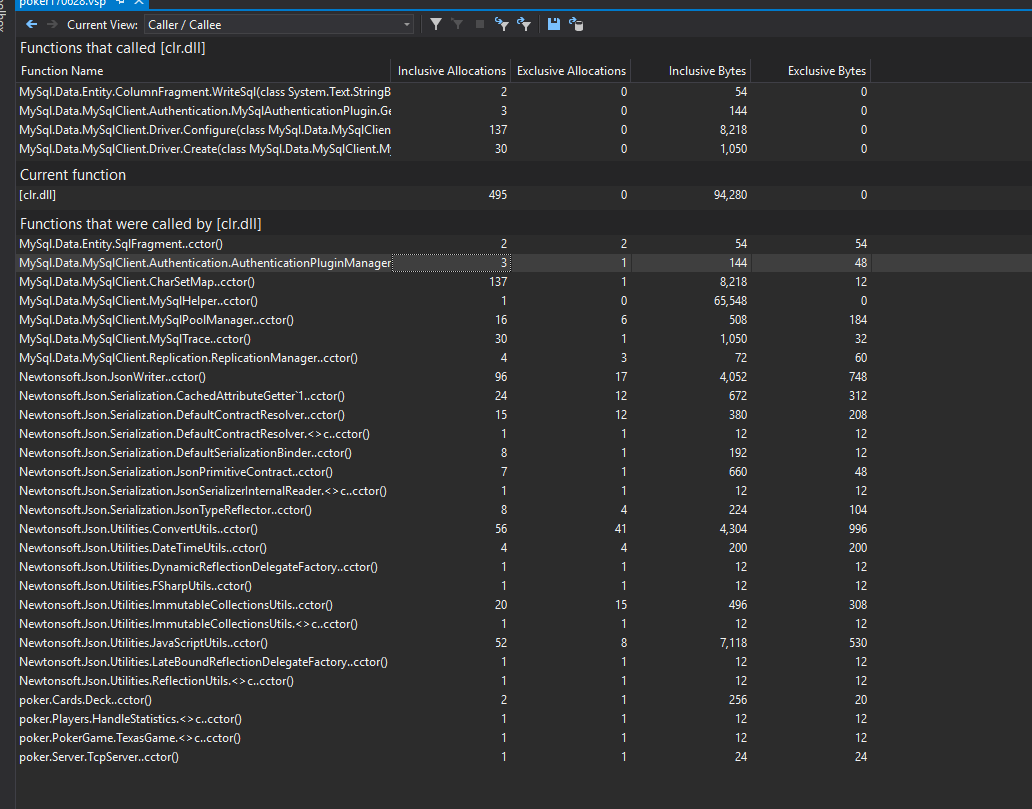 poker170628.vsp
Current View: Caller / Callee
Functions that called [clr.dll]
Function Name Inclusive Allocations Exclusive Allocations Inclusive Bytes Exclusive Bytes
MySql.Data.Entity.ColumnFragment.WriteSql(class System.Text.StringB 2 0 54 0
MySql.Data.MySqlClient.Authentication.MySqlAuthenticationPlugin.Ge 3 0 144 0
MySql.Data.MySqlClient.Driver.Configure(class MySql.Data.MySqlClien 137 0 8,218 0
MySql.Data.MySqlClient.Driver.Create(class MySql.Data.MySqlClient.My 30 0 1,050 0
Current function
[clr.dll] 495 0 94,280 0
Functions that were called by [clr.dll]
MySql.Data.Entity.SqlFragment..cctor() 2 2 54 54
MySql.Data.MySqlClient.Authentication.AuthenticationPluginManager 3 1 144 48
MySql.Data.MySqlClient.CharSetMap..cctor() 137 1 8,218 12
MySql.Data.MySqlClient.MySqlHelper..cctor() 1 0 65,548 0
MySql.Data.MySqlClient.MySqlPoolManager..cctor() 16 6 508 184
MySql.Data.MySqlClient.MySqlTrace..cctor() 30 1 1,050 32
MySql.Data.MySqlClient.Replication.ReplicationManager..cctor() 4 3 72 60
Newtonsoft.Json.JsonWriter..cctor() 96 17 4,052 748
Newtonsoft.Json.Serialization.CachedAttributeGetter`1..cctor() 24 12 672 312
Newtonsoft.Json.Serialization.DefaultContractResolver..cctor() 15 12 380 208
Newtonsoft.Json.Serialization.DefaultContractResolver.<>c..cctor() 1 1 12 12
Newtonsoft.Json.Serialization.DefaultSerializationBinder..cctor() 8 1 192 12
Newtonsoft.Json.Serialization.JsonPrimitiveContract..cctor() 7 1 660 48
Newtonsoft.Json.Serialization.JsonSerializerInternalReader.<>c..cctor() 1 1 12 12
Newtonsoft.Json.Serialization.JsonTypeReflector..cctor() 8 4 224 104
Newtonsoft.Json.Utilities.ConvertUtils..cctor() 56 41 4,304 996
Newtonsoft.Json.Utilities.DateTimeUtils..cctor() 4 4 200 200
Newtonsoft.Json.Utilities.DynamicReflectionDelegateFactory..cctor() 1 1 12 12
Newtonsoft.Json.Utilities.FSharpUtils..cctor() 1 1 12 12
Newtonsoft.Json.Utilities.ImmutableCollectionsUtils..cctor() 20 15 496 308
Newtonsoft.Json.Utilities.ImmutableCollectionsUtils.<>c..cctor() 1 1 12 12
Newtonsoft.Json.Utilities.JavaScriptUtils..cctor() 52 8 7,118 530
Newtonsoft.Json.Utilities.LateBoundReflectionDelegateFactory..cctor() 1 1 12 12
Newtonsoft.Json.Utilities.ReflectionUtils.<>c..cctor() 1 1 12 12
poker.Cards.Deck..cctor() 2 1 256 20
poker.Players.HandleStatistics.<>c..cctor() 1 1 12 12
poker.PokerGame.TexasGame.<>c..cctor() 1 1 12 12
poker.Server.TcpServer..cctor() 1 1 24 24